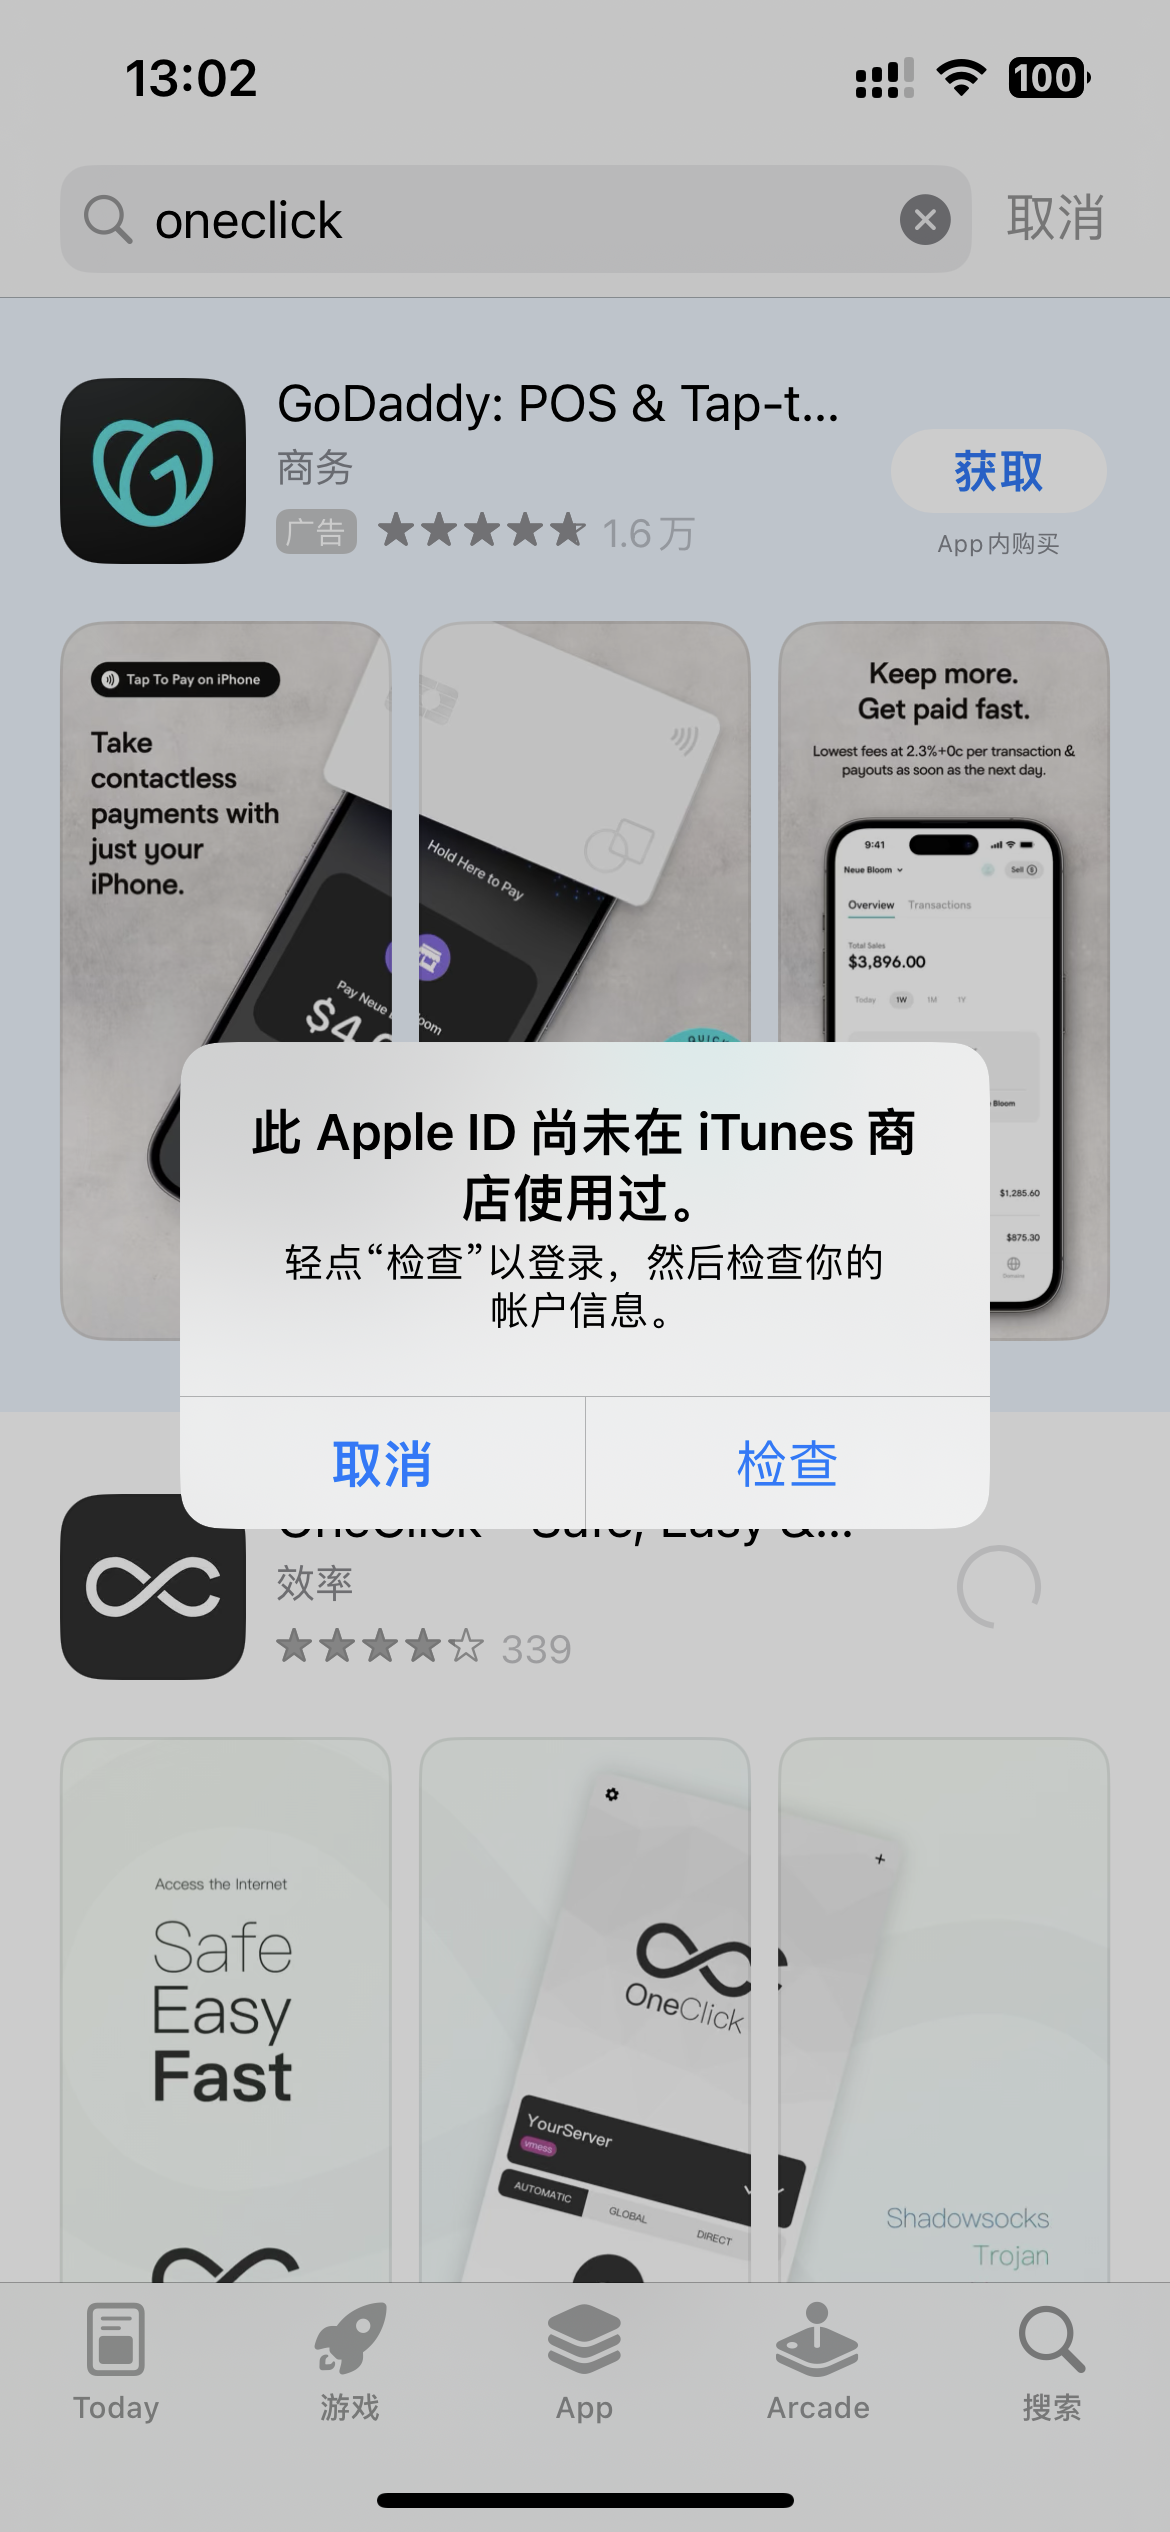 13:02
100
oneclick
取消
GoDaddy: POS & Tap-t...
商务
广告
1.6万
获取
App内购买
Tap To Pay on iPhone
Take
contactless
payments with
just your
iPhone.
Hold Here to Pay
Pay Neue
oom
Keep more.
Get paid fast.
Lowest fees at 2.3%+0c per transaction &
payouts as soon as the next day.
9:41
Neue Bloom
Sell
Overview
Transactions
Total Sales
$3,896.00
Today
1W
1M
1Y
Bloom
$1,285.60
$875.30
QUICK
此 Apple ID 尚未在 iTunes 商
店使用过。
轻点“检查”以登录，然后检查你的
帐户信息。
取消
检查
OneClick - Safe, Easy &...
效率
339
Access the Internet
Safe
Easy
Fast
OneClick
YourServer
vmess
AUTOMATIC
GLOBAL
DIRECT
Shadowsocks
Trojan
Today
游戏
App
Arcade
搜索